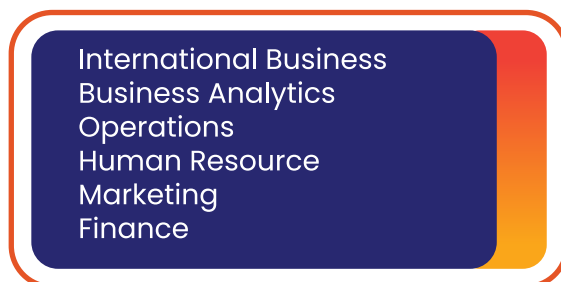 International Business
Business Analytics
Operations
Human Resource
Marketing
Finance